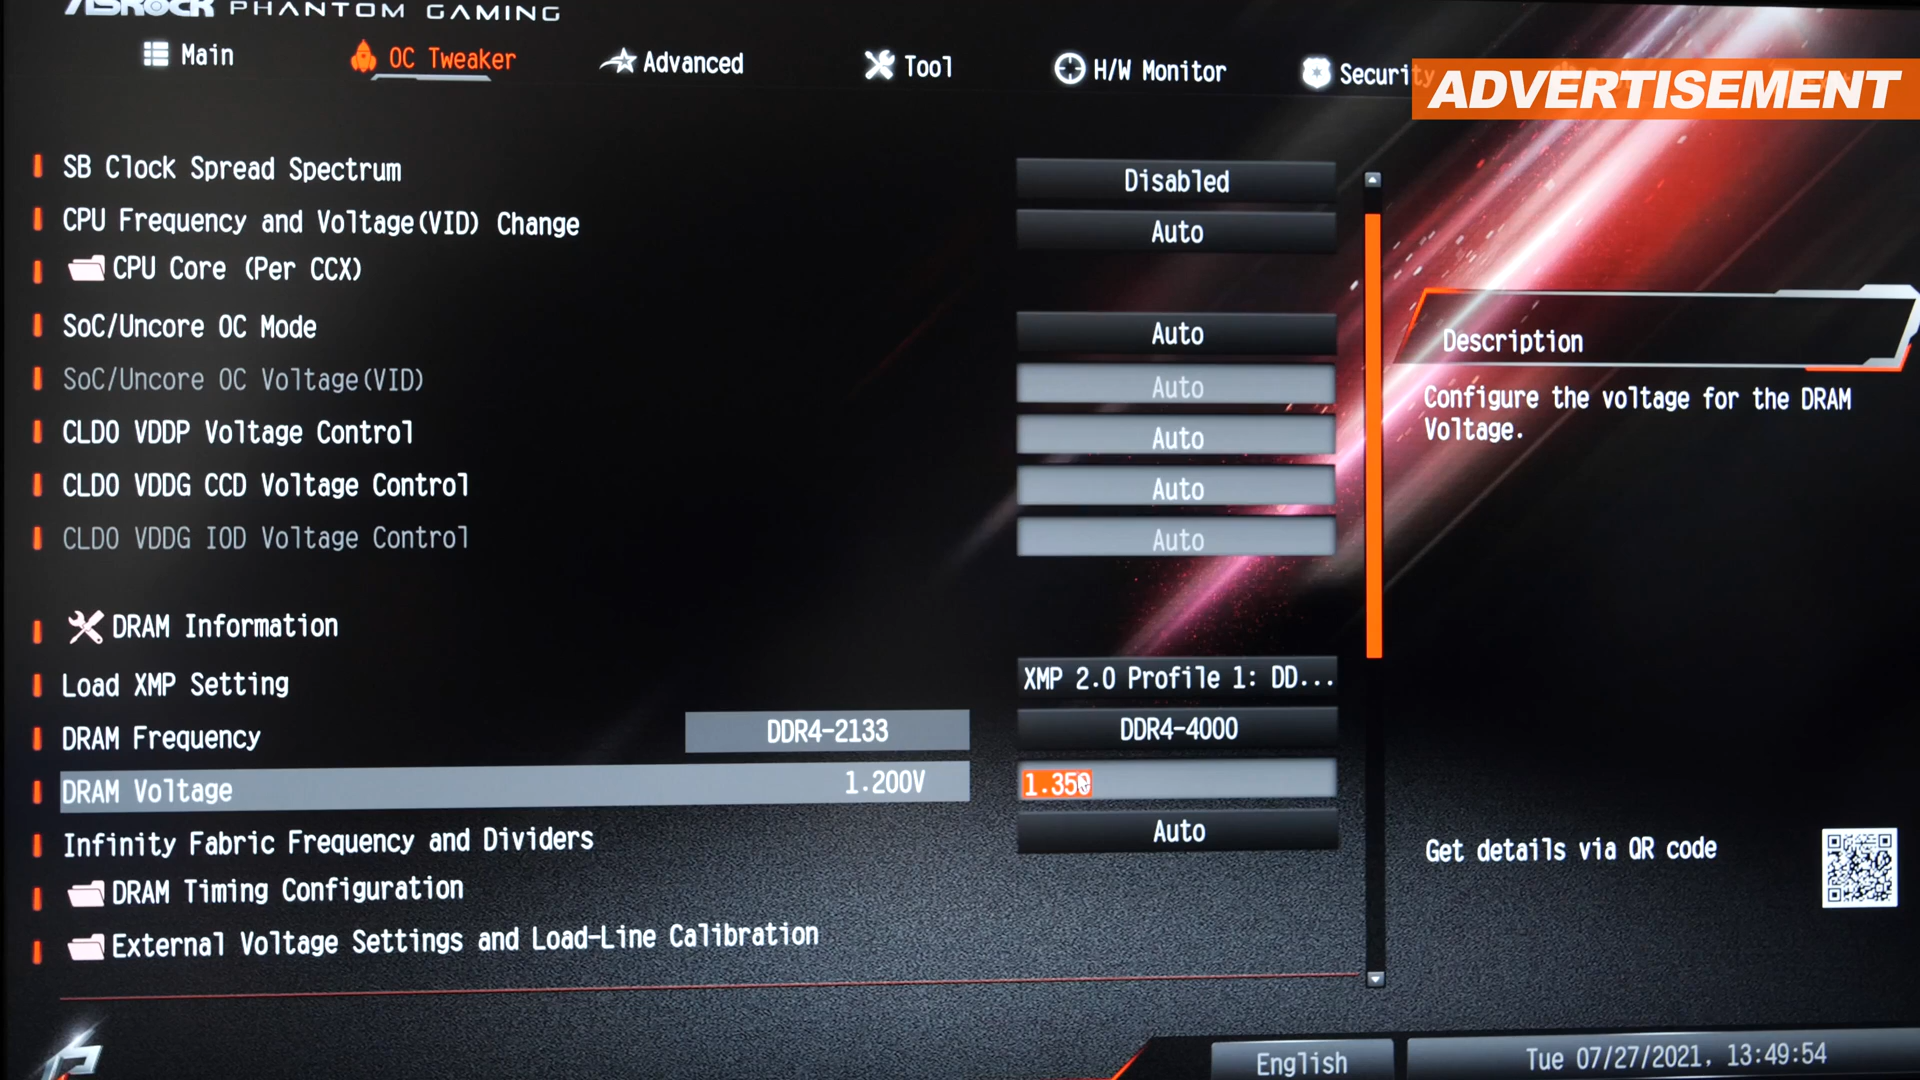 ASRock PHANTOM GAMING
Main
OC Tweaker
Advanced
Tool
H/W Monitor
Security
ADVERTISEMENT
SB Clock Spread Spectrum
Disabled
CPU Frequency and Voltage(VID) Change
Auto
CPU Core (Per CCX)
SoC/Uncore OC Mode
Auto
SoC/Uncore OC Voltage(VID)
Auto
CLDO VDDP Voltage Control
Auto
CLDO VDDG CCD Voltage Control
Auto
CLDO VDDG IOD Voltage Control
Auto
DRAM Information
Load XMP Setting
XMP 2.0 Profile 1: DD...
DRAM Frequency
DDR4-2133
DDR4-4000
DRAM Voltage
1.200V
1.350
Infinity Fabric Frequency and Dividers
Auto
DRAM Timing Configuration
External Voltage Settings and Load-Line Calibration
Description
Configure the voltage for the DRAM
Voltage.
Get details via QR code
English
Tue 07/27/2021, 13:49:54